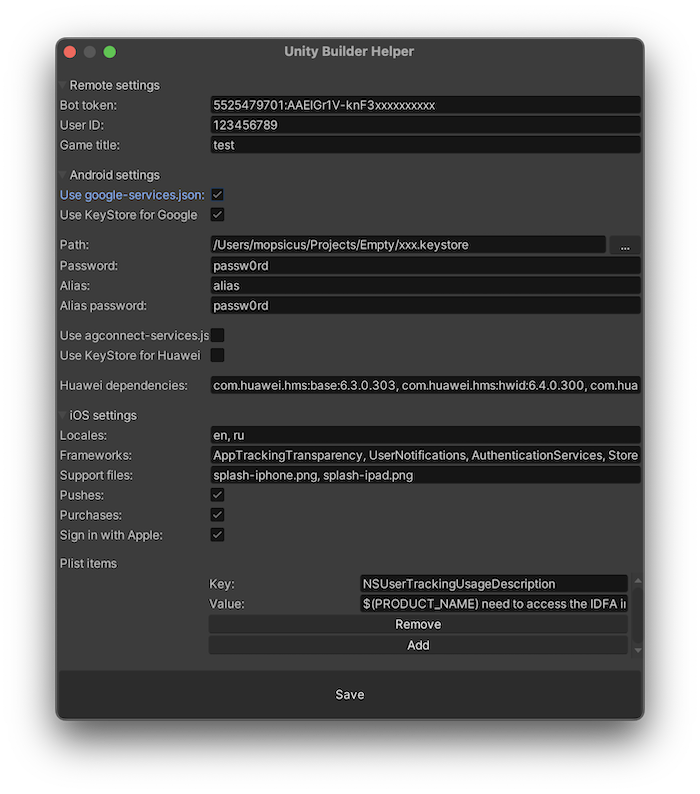 Unity Builder Helper
Remote settings
Bot token: 5525479701:AAElGr1V-knF3xxxxxxxxxx
User ID: 123456789
Game title: test
Android settings
Use google-services.json:
Use KeyStore for Google
Path: /Users/mopsicus/Projects/Empty/xxx.keystore ...
Password: passw0rd
Alias: alias
Alias password: passw0rd
Use agconnect-services.js
Use KeyStore for Huawei
Huawei dependencies: com.huawei.hms:base:6.3.0.303, com.huawei.hms:hwid:6.4.0.300, com.hua
iOS settings
Locales: en, ru
Frameworks: AppTrackingTransparency, UserNotifications, AuthenticationServices, Store
Support files: splash-iphone.png, splash-ipad.png
Pushes:
Purchases:
Sign in with Apple:
Plist items
Key: NSUserTrackingUsageDescription
Value: $(PRODUCT_NAME) need to access the IDFA i
Remove
Add
Save